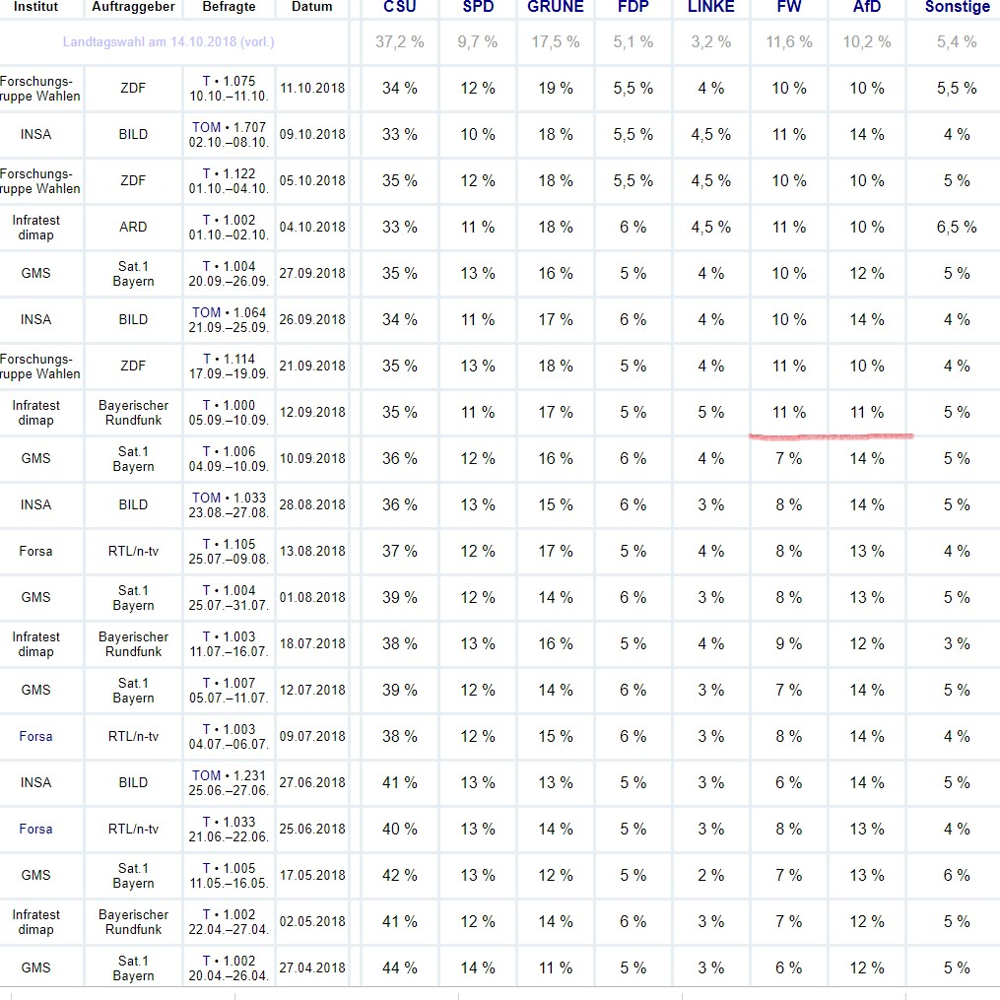 Institut Auftraggeber Befragte Datum CSU SPD GRÜNE FDP LINKE FW AfD Sonstige
Landtagswahl am 14.10.2018 (vorl.) 37,2 % 9,7 % 17,5 % 5,1 % 3,2 % 11,6 % 10,2 % 5,4 %
Forschungs-
ruppe Wahlen ZDF T • 1.075
10.10.–11.10. 11.10.2018 34 % 12 % 19 % 5,5 % 4 % 10 % 10 % 5,5 %
INSA BILD TOM • 1.707
02.10.–08.10. 09.10.2018 33 % 10 % 18 % 5,5 % 4,5 % 11 % 14 % 4 %
Forschungs-
ruppe Wahlen ZDF T • 1.122
01.10.–04.10. 05.10.2018 35 % 12 % 18 % 5,5 % 4,5 % 10 % 10 % 5 %
Infratest
dimap ARD T • 1.002
01.10.–02.10. 04.10.2018 33 % 11 % 18 % 6 % 4,5 % 11 % 10 % 6,5 %
GMS Sat.1
Bayern T • 1.004
20.09.–26.09. 27.09.2018 35 % 13 % 16 % 5 % 4 % 10 % 12 % 5 %
INSA BILD TOM • 1.064
21.09.–25.09. 26.09.2018 34 % 11 % 17 % 6 % 4 % 10 % 14 % 4 %
Forschungs-
ruppe Wahlen ZDF T • 1.114
17.09.–19.09. 21.09.2018 35 % 13 % 18 % 5 % 4 % 11 % 10 % 4 %
Infratest
dimap Bayerischer
Rundfunk T • 1.000
05.09.–10.09. 12.09.2018 35 % 11 % 17 % 5 % 5 % 11 % 11 % 5 %
GMS Sat.1
Bayern T • 1.006
04.09.–10.09. 10.09.2018 36 % 12 % 16 % 6 % 4 % 7 % 14 % 5 %
INSA BILD TOM • 1.033
23.08.–27.08. 28.08.2018 36 % 13 % 15 % 6 % 3 % 8 % 14 % 5 %
Forsa RTL/n-tv T • 1.105
25.07.–09.08. 13.08.2018 37 % 12 % 17 % 5 % 4 % 8 % 13 % 4 %
GMS Sat.1
Bayern T • 1.004
25.07.–31.07. 01.08.2018 39 % 12 % 14 % 6 % 3 % 8 % 13 % 5 %
Infratest
dimap Bayerischer
Rundfunk T • 1.003
11.07.–16.07. 18.07.2018 38 % 13 % 16 % 5 % 4 % 9 % 12 % 3 %
GMS Sat.1
Bayern T • 1.007
05.07.–11.07. 12.07.2018 39 % 12 % 14 % 6 % 3 % 7 % 14 % 5 %
Forsa RTL/n-tv T • 1.003
04.07.–06.07. 09.07.2018 38 % 12 % 15 % 6 % 3 % 8 % 14 % 4 %
INSA BILD TOM • 1.231
25.06.–27.06. 27.06.2018 41 % 13 % 13 % 5 % 3 % 6 % 14 % 5 %
Forsa RTL/n-tv T • 1.033
21.06.–22.06. 25.06.2018 40 % 13 % 14 % 5 % 3 % 8 % 13 % 4 %
GMS Sat.1
Bayern T • 1.005
11.05.–16.05. 17.05.2018 42 % 13 % 12 % 5 % 2 % 7 % 13 % 6 %
Infratest
dimap Bayerischer
Rundfunk T • 1.002
22.04.–27.04. 02.05.2018 41 % 12 % 14 % 6 % 3 % 7 % 12 % 5 %
GMS Sat.1
Bayern T • 1.002
20.04.–26.04. 27.04.2018 44 % 14 % 11 % 5 % 3 % 6 % 12 % 5 %